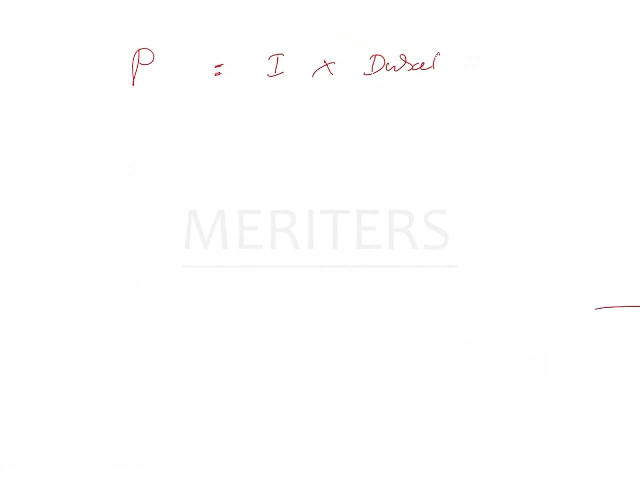 P = I ×
MERITERS